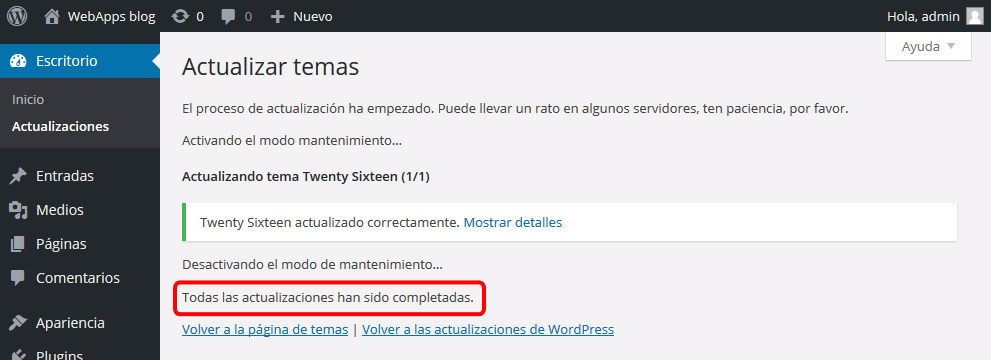 WebApps blog 0 0 + Nuevo Hola, admin
Ayuda
Escritorio
Inicio
Actualizaciones
Entradas
Medios
Páginas
Comentarios
Apariencia
Plugins
Actualizar temas
El proceso de actualización ha empezado. Puede llevar un rato en algunos servidores, ten paciencia, por favor.
Activando el modo mantenimiento...
Actualizando tema Twenty Sixteen (1/1)
Twenty Sixteen actualizado correctamente. Mostrar detalles
Desactivando el modo de mantenimiento...
Todas las actualizaciones han sido completadas.
Volver a la página de temas | Volver a las actualizaciones de WordPress